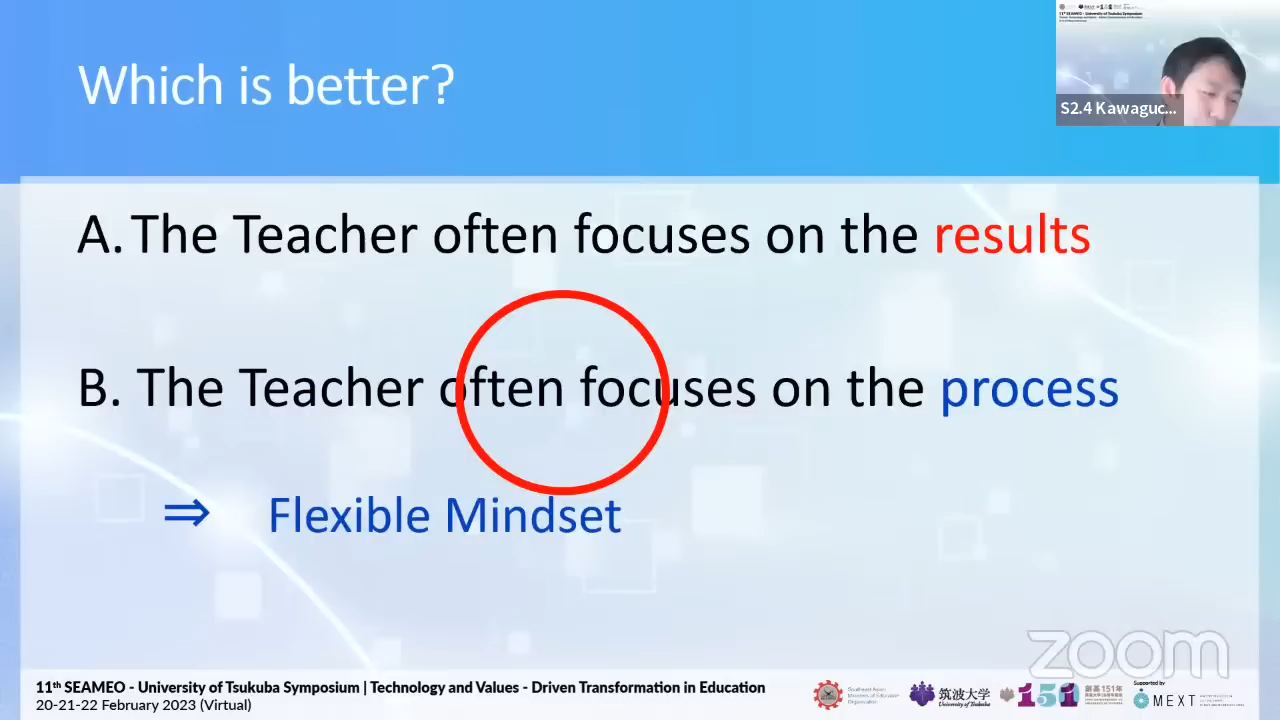 Which is better?
S2.4 Kawaguc...
A. The Teacher often focuses on the results
B. The Teacher often focuses on the process
⇒ Flexible Mindset
zoom
11th SEAMEO - University of Tsukuba Symposium | Technology and Values - Driven Transformation in Education
20-21-22 February, 2023 (Virtual)
Southeast Asian
Ministers of Education
Organization
筑波大学
University of Tsukuba
151
創基151年
Supported by
MEXT